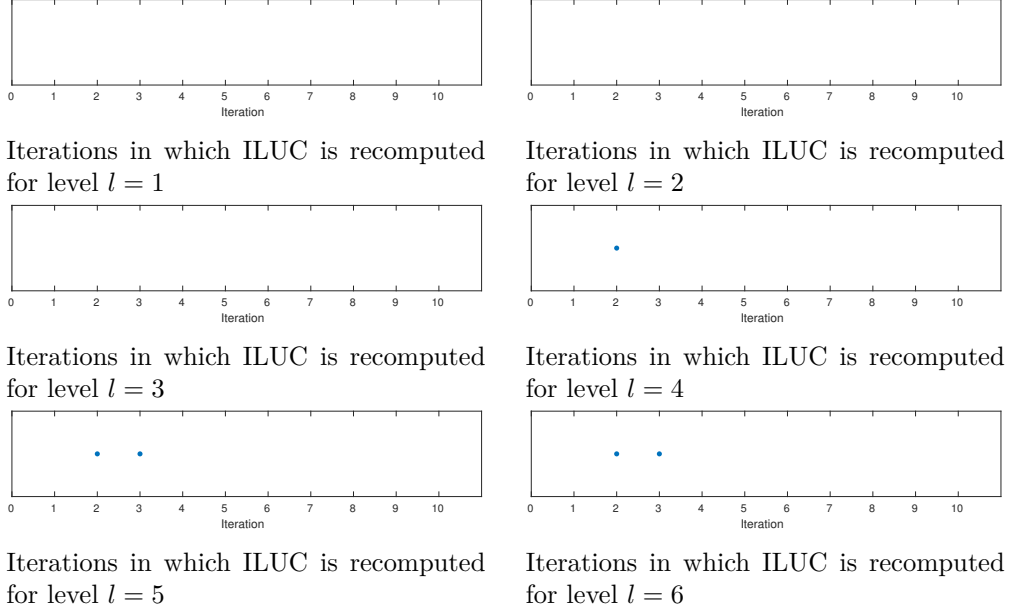 0 1 2 3 4 5 6 7 8 9 10
Iteration
Iterations in which ILUC is recomputed
for level l = 1
0 1 2 3 4 5 6 7 8 9 10
Iteration
Iterations in which ILUC is recomputed
for level l = 2
0 1 2 3 4 5 6 7 8 9 10
Iteration
Iterations in which ILUC is recomputed
for level l = 3
0 1 2 3 4 5 6 7 8 9 10
Iteration
Iterations in which ILUC is recomputed
for level l = 4
0 1 2 3 4 5 6 7 8 9 10
Iteration
Iterations in which ILUC is recomputed
for level l = 5
0 1 2 3 4 5 6 7 8 9 10
Iteration
Iterations in which ILUC is recomputed
for level l = 6